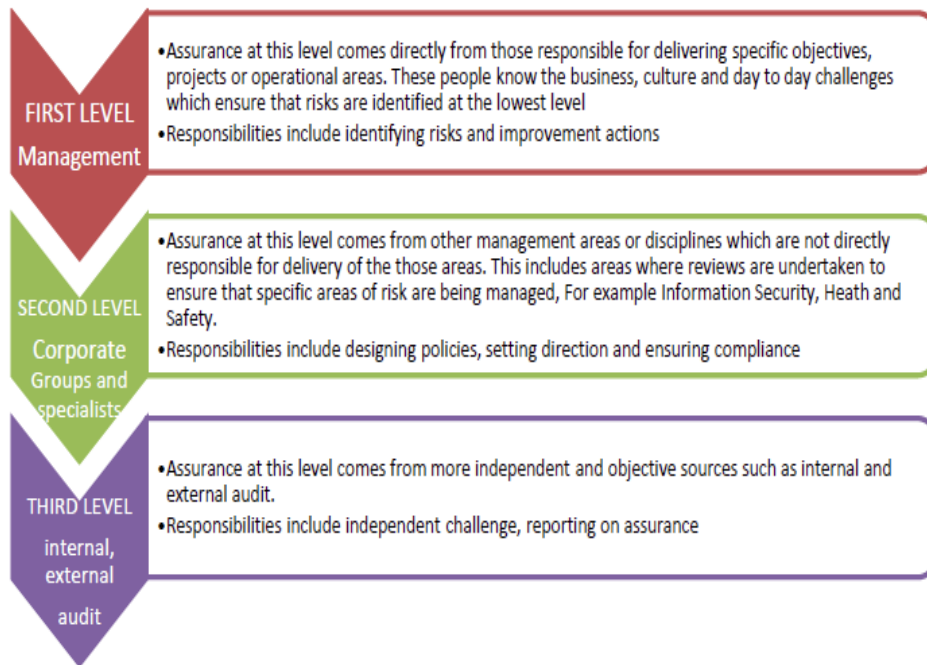 FIRST LEVEL
Management
•Assurance at this level comes directly from those responsible for delivering specific objectives,
projects or operational areas. These people know the business, culture and day to day challenges
which ensure that risks are identified at the lowest level
•Responsibilities include identifying risks and improvement actions
SECOND LEVEL
Corporate
Groups and
specialists
•Assurance at this level comes from other management areas or disciplines which are not directly
responsible for delivery of the those areas. This includes areas where reviews are undertaken to
ensure that specific areas of risk are being managed, For example Information Security, Heath and
Safety.
•Responsibilities include designing policies, setting direction and ensuring compliance
THIRD LEVEL
internal,
external
audit
•Assurance at this level comes from more independent and objective sources such as internal and
external audit.
•Responsibilities include independent challenge, reporting on assurance